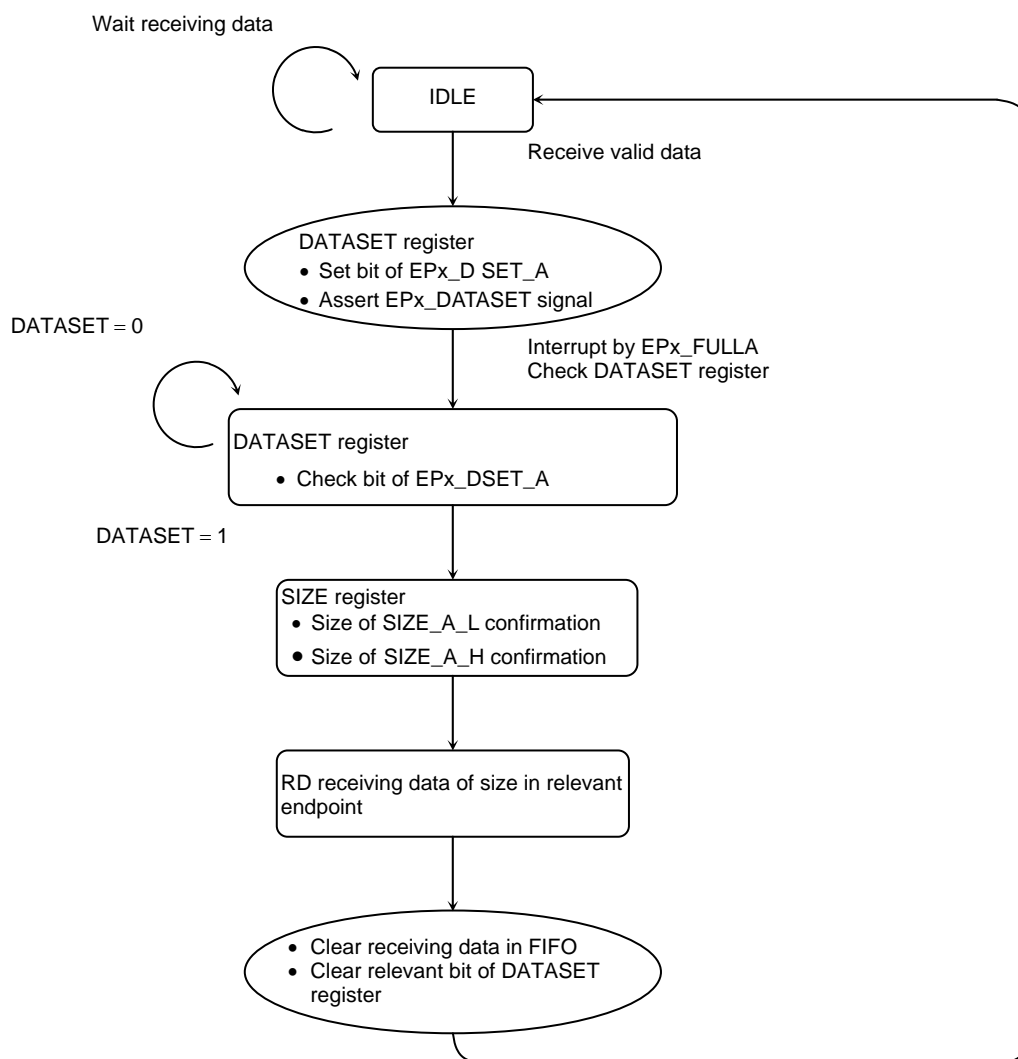 Wait receiving data
IDLE
Receive valid data
DATASET register
• Set bit of EPx_D SET_A
• Assert EPx_DATASET signal
DATASET = 0
Interrupt by EPx_FULLA
Check DATASET register
DATASET register
• Check bit of EPx_DSET_A
DATASET = 1
SIZE register
• Size of SIZE_A_L confirmation
• Size of SIZE_A_H confirmation
RD receiving data of size in relevant
endpoint
• Clear receiving data in FIFO
• Clear relevant bit of DATASET
register